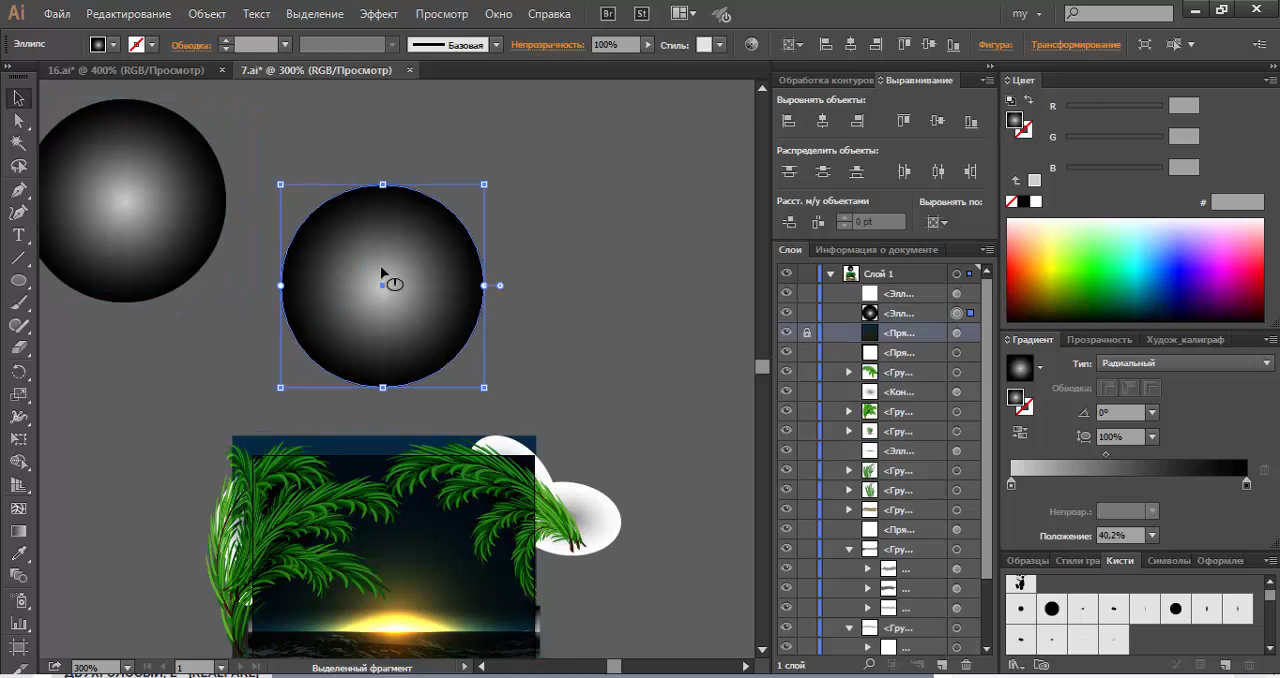 Ai Файл Редактирование Объект Текст Выделение Эффект Просмотр Окно Справка Br St my
Эллипс Обводка: Базовая Непрозрачность: 100% Стиль: Фигура: Трансформирование
16.ai* @ 400% (RGB/Просмотр) × 7.ai* @ 300% (RGB/Просмотр) ×
Обработка контуров Выравнивание
Цвет
Выровнять объекты:
R
G
B
Распределить объекты:
Расст. м/у объектами Выровнять по:
0 pt
#
Слои Информация о документе
Слой 1
<Элл...
<Элл...
<Пря...
<Пря...
<Гру...
<Кон...
<Гру...
<Гру...
<Элл...
<Гру...
<Гру...
<Гру...
<Пря...
<Гру...
...
...
...
<Гру...
...
1 слой
Градиент Прозрачность Худ_калиграф
Тип: Радиальный
Обводка:
0°
100%
Непрозр.:
Положение: 40,2%
Образцы Стили гра Кисти Символы Оформле
300% 1 Выделенный фрагмент